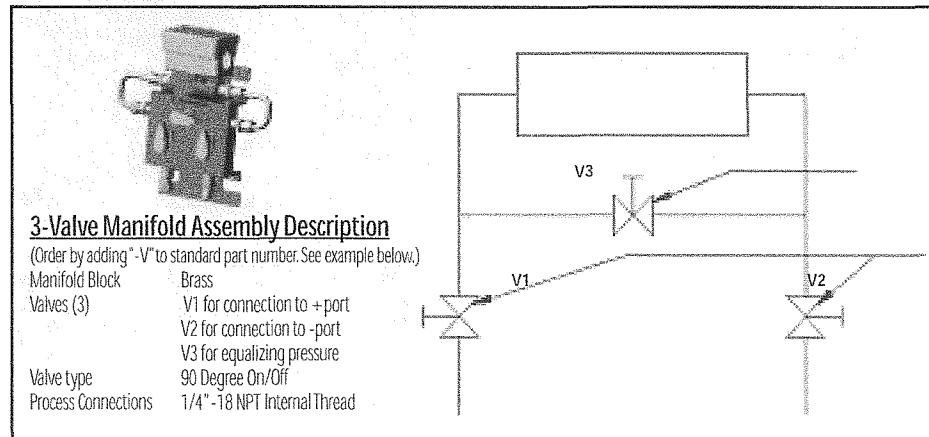 3-Valve Manifold Assembly Description
(Order by adding "-V" to standard part number. See example below.)
Manifold Block Brass
Valves (3) V1 for connection to +port
V2 for connection to -port
V3 for equalizing pressure
Valve type 90 Degree On/Off
Process Connections 1/4" -18 NPT Internal Thread
V3
V1
V2